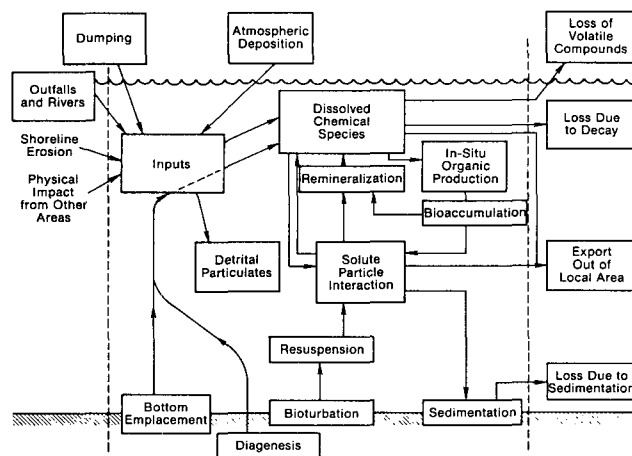 Dumping
Atmospheric
Deposition
Loss of
Volatile
Compounds
Outfalls
and Rivers
Dissolved
Chemical
Species
Loss Due
to Decay
Shoreline
Erosion
Inputs
In-Situ
Organic
Production
Physical
Impact
from Other
Areas
Remineralization
Bioaccumulation
Detrital
Particulates
Solute
Particle
Interaction
Export
Out of
Local Area
Resuspension
Loss Due to
Sedimentation
Bottom
Emplacement
Bioturbation
Sedimentation
Diagenesis